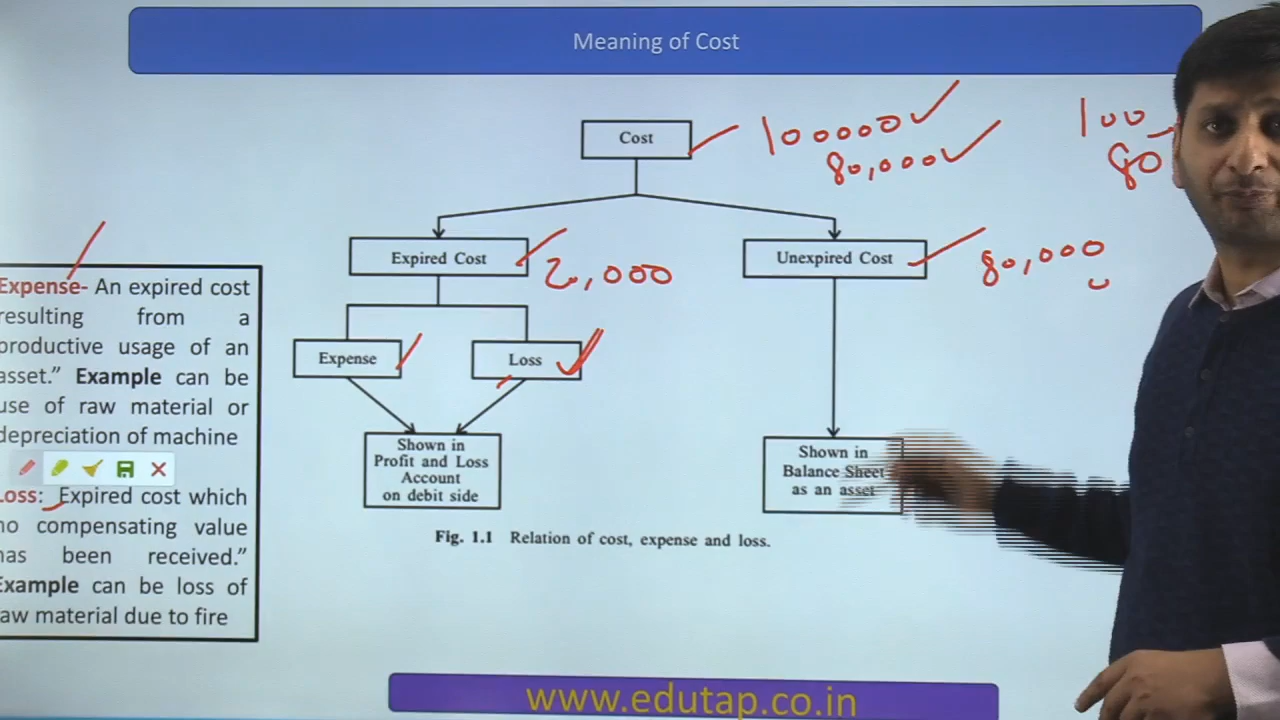 Meaning of Cost
Cost
100000
80,000
100
80
Expired Cost
20,000
Unexpired Cost
80,000
Expense
Loss
Shown in
Profit and Loss
Account
on debit side
Shown in
Balance Sheet
as an asset
Fig. 1.1 Relation of cost, expense and loss.
Expense- An expired cost
resulting from a
productive usage of an
asset.” Example can be
use of raw material or
depreciation of machine
Loss: Expired cost which
no compensating value
has been received.”
Example can be loss of
raw material due to fire
www.edutap.co.in